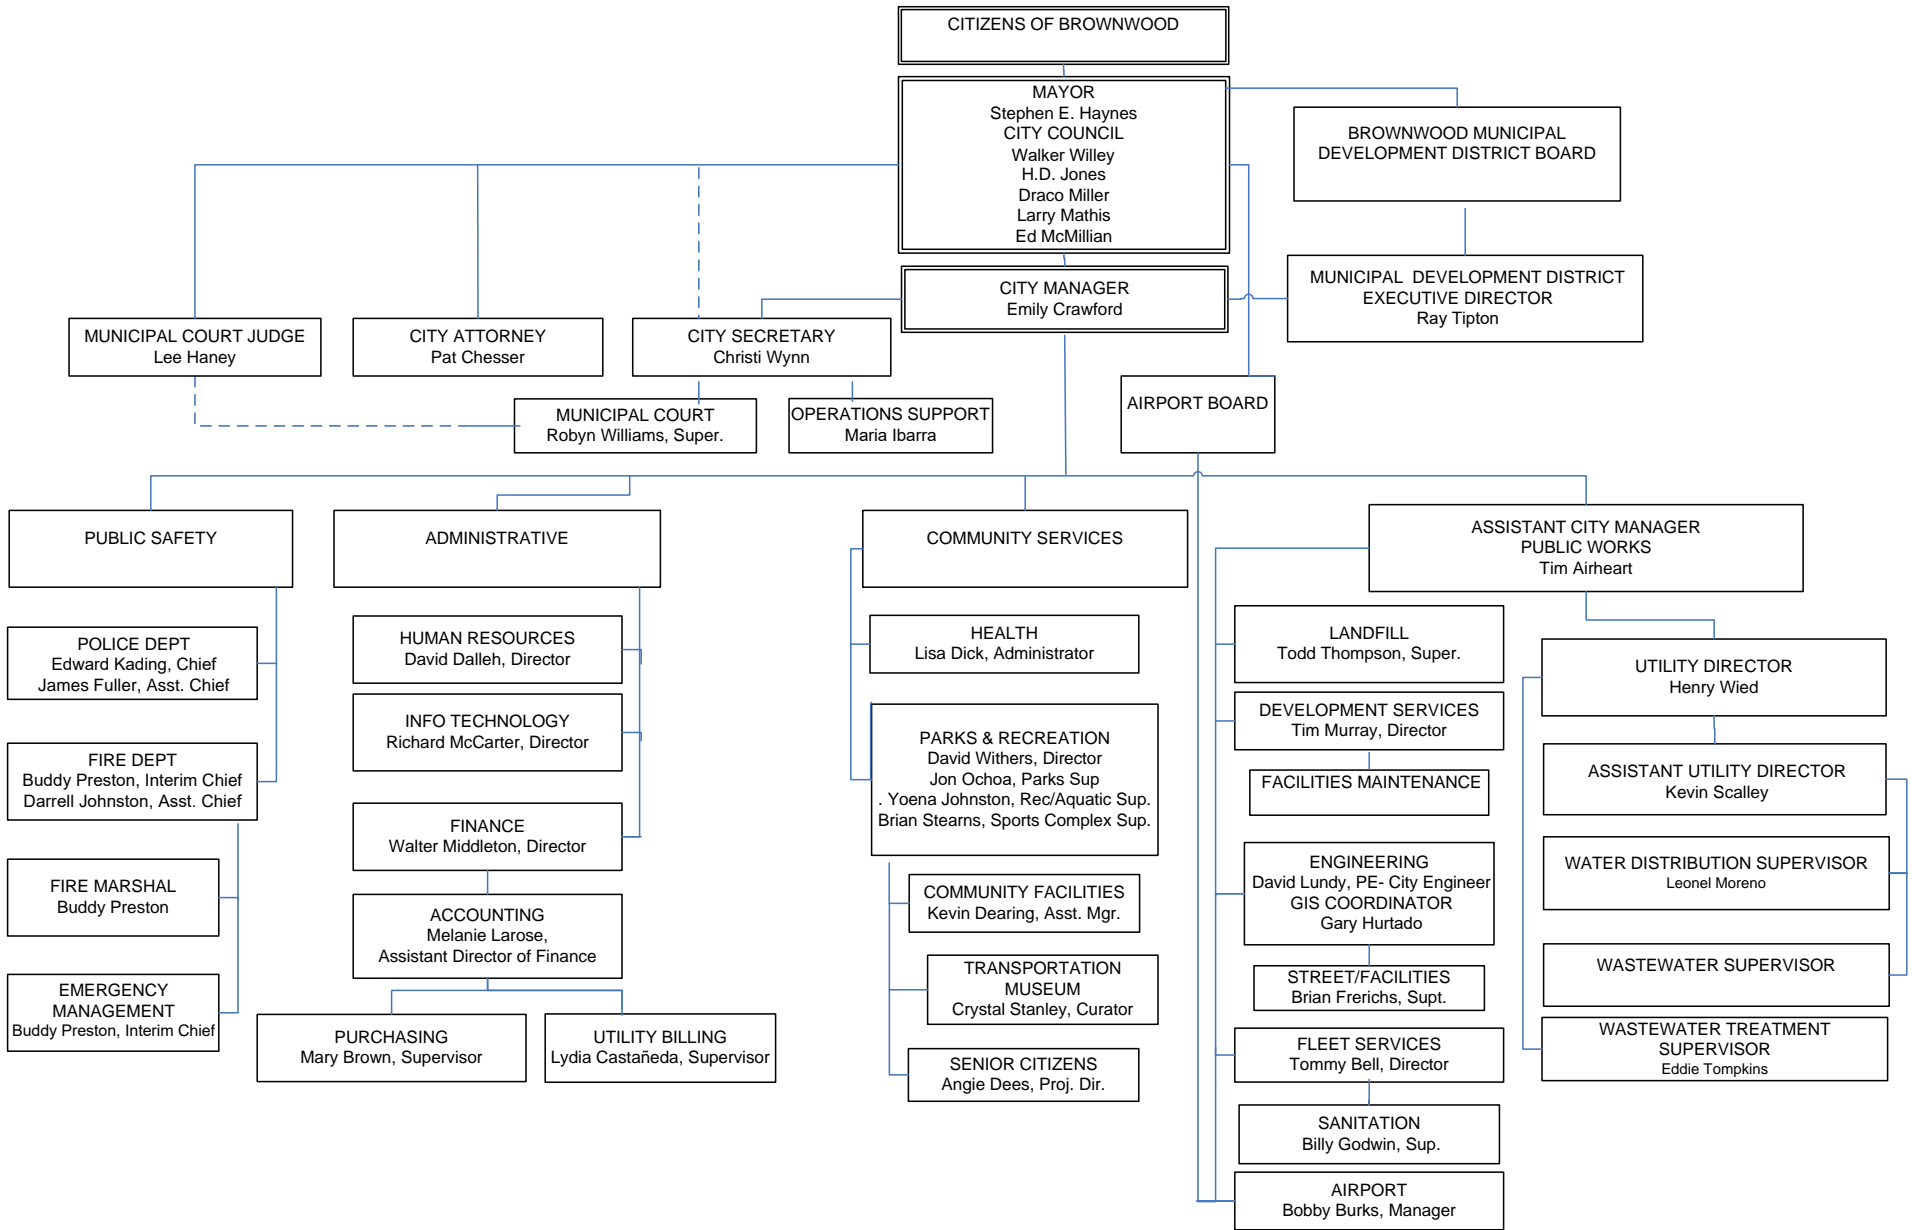 CITIZENS OF BROWNWOOD
MAYOR
Stephen E. Haynes
CITY COUNCIL
Walker Willey
H.D. Jones
Draco Miller
Larry Mathis
Ed McMillian
BROWNWOOD MUNICIPAL
DEVELOPMENT DISTRICT BOARD
CITY MANAGER
Emily Crawford
MUNICIPAL DEVELOPMENT DISTRICT
EXECUTIVE DIRECTOR
Ray Tipton
MUNICIPAL COURT JUDGE
Lee Haney
CITY ATTORNEY
Pat Chesser
CITY SECRETARY
Christi Wynn
MUNICIPAL COURT
Robyn Williams, Super.
OPERATIONS SUPPORT
Maria Ibarra
AIRPORT BOARD
PUBLIC SAFETY
ADMINISTRATIVE
COMMUNITY SERVICES
ASSISTANT CITY MANAGER
PUBLIC WORKS
Tim Airheart
POLICE DEPT
Edward Kading, Chief
James Fuller, Asst. Chief
FIRE DEPT
Buddy Preston, Interim Chief
Darrell Johnston, Asst. Chief
FIRE MARSHAL
Buddy Preston
EMERGENCY
MANAGEMENT
Buddy Preston, Interim Chief
HUMAN RESOURCES
David Dalleh, Director
INFO TECHNOLOGY
Richard McCarter, Director
FINANCE
Walter Middleton, Director
ACCOUNTING
Melanie Larose,
Assistant Director of Finance
PURCHASING
Mary Brown, Supervisor
UTILITY BILLING
Lydia Castañeda, Supervisor
HEALTH
Lisa Dick, Administrator
PARKS & RECREATION
David Withers, Director
Jon Ochoa, Parks Sup
. Yoena Johnston, Rec/Aquatic Sup.
Brian Stearns, Sports Complex Sup.
COMMUNITY FACILITIES
Kevin Dearing, Asst. Mgr.
TRANSPORTATION
MUSEUM
Crystal Stanley, Curator
SENIOR CITIZENS
Angie Dees, Proj. Dir.
LANDFILL
Todd Thompson, Super.
DEVELOPMENT SERVICES
Tim Murray, Director
FACILITIES MAINTENANCE
ENGINEERING
David Lundy, PE- City Engineer
GIS COORDINATOR
Gary Hurtado
STREET/FACILITIES
Brian Frerichs, Supt.
FLEET SERVICES
Tommy Bell, Director
SANITATION
Billy Godwin, Sup.
AIRPORT
Bobby Burks, Manager
UTILITY DIRECTOR
Henry Wied
ASSISTANT UTILITY DIRECTOR
Kevin Scalley
WATER DISTRIBUTION SUPERVISOR
Leonel Moreno
WASTEWATER SUPERVISOR
WASTEWATER TREATMENT
SUPERVISOR
Eddie Tompkins